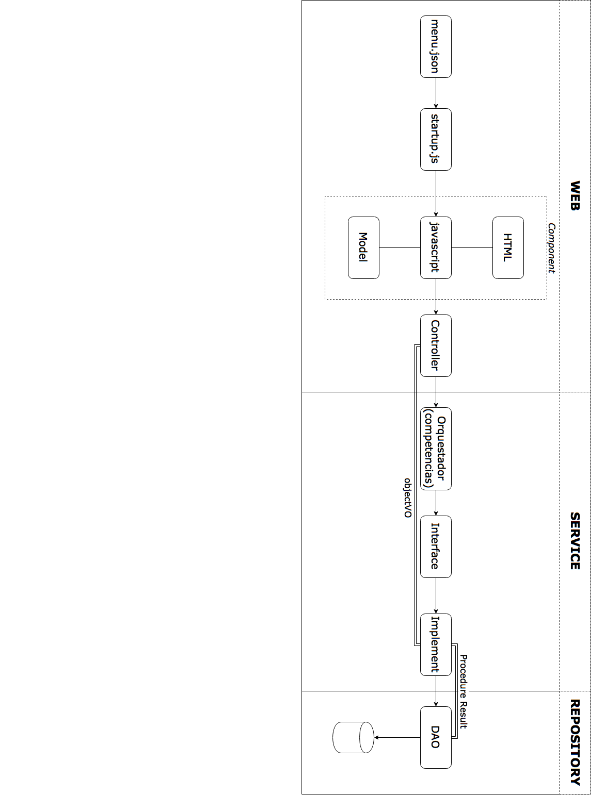 WEB
SERVICE
REPOSITORY
Component
HTML
menu.json
startup.js
javascript
Controller
Orquestador
(competencias)
Interface
Implement
DAO
Procedure Result
objectVO
Model